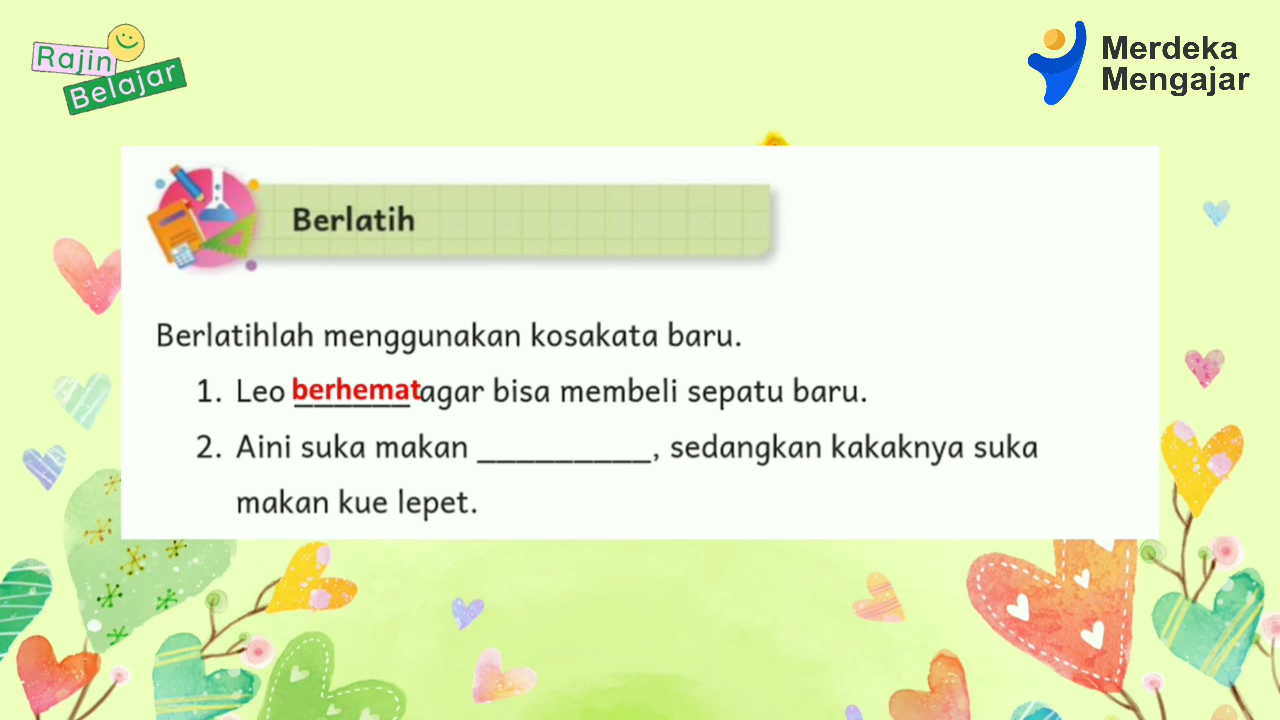 Rajin
Belajar
Merdeka
Mengajar
Berlatih
Berlatihlah menggunakan kosakata baru.
1. Leo berhemat agar bisa membeli sepatu baru.
2. Aini suka makan _________, sedangkan kakaknya suka
makan kue lepet.